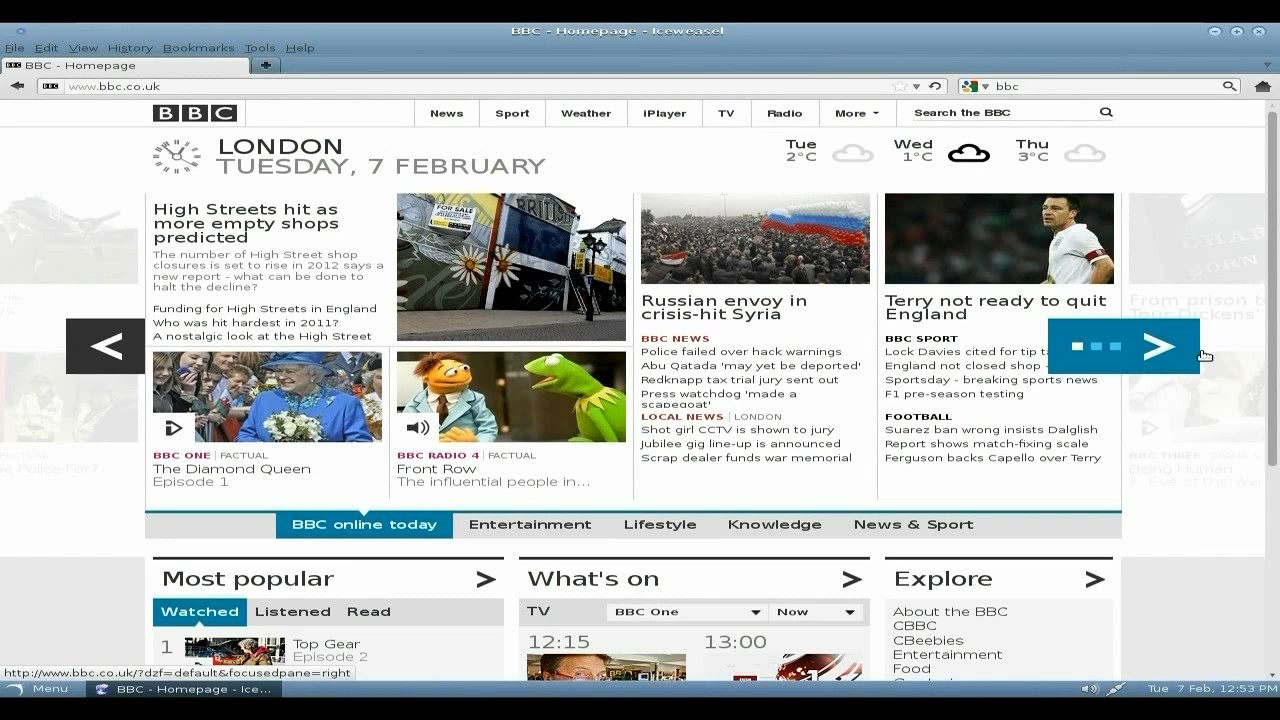 BBC - Homepage - Iceweasel
File Edit View History Bookmarks Tools Help
BBC - Homepage
www.bbc.co.uk
bbc
BBC
News Sport Weather iPlayer TV Radio More Search the BBC
LONDON
TUESDAY, 7 FEBRUARY
Tue
2°C
Wed
1°C
Thu
3°C
High Streets hit as
more empty shops
predicted
The number of High Street shop
closures is set to rise in 2012 says a
new report - what can be done to
halt the decline?
Funding for High Streets in England
Who was hit hardest in 2011?
A nostalgic look at the High Street
FOR SALE
BRITISH
Russian envoy in
crisis-hit Syria
BBC NEWS
Police failed over hack warnings
Abu Qatada 'may yet be deported'
Redknapp tax trial jury sent out
Press watchdog 'made a
scapegoat'
LOCAL NEWS | LONDON
Shot girl CCTV is shown to jury
Jubilee gig line-up is announced
Scrap dealer funds war memorial
Terry not ready to quit
England
BBC SPORT
Lock Davies cited for tip t
England not closed shop -
Sportsday - breaking sports news
F1 pre-season testing
FOOTBALL
Suarez ban wrong insists Dalglish
Report shows match-fixing scale
Ferguson backs Capello over Terry
From prison to
Tour Dickens'
BBC THREE
Being Human
Eve of the War
e Police For?
BBC ONE | FACTUAL
The Diamond Queen
Episode 1
BBC RADIO 4 | FACTUAL
Front Row
The influential people in...
BBC online today Entertainment Lifestyle Knowledge News & Sport
Most popular >
Watched Listened Read
1 Top Gear
Episode 2
What's on >
TV BBC One Now
12:15 13:00
Explore >
About the BBC
CBBC
CBeebies
Entertainment
Food
http://www.bbc.co.uk/?dzf=default&focusedpane=right
Menu BBC - Homepage - Ice... Tue 7 Feb, 12:53 PM